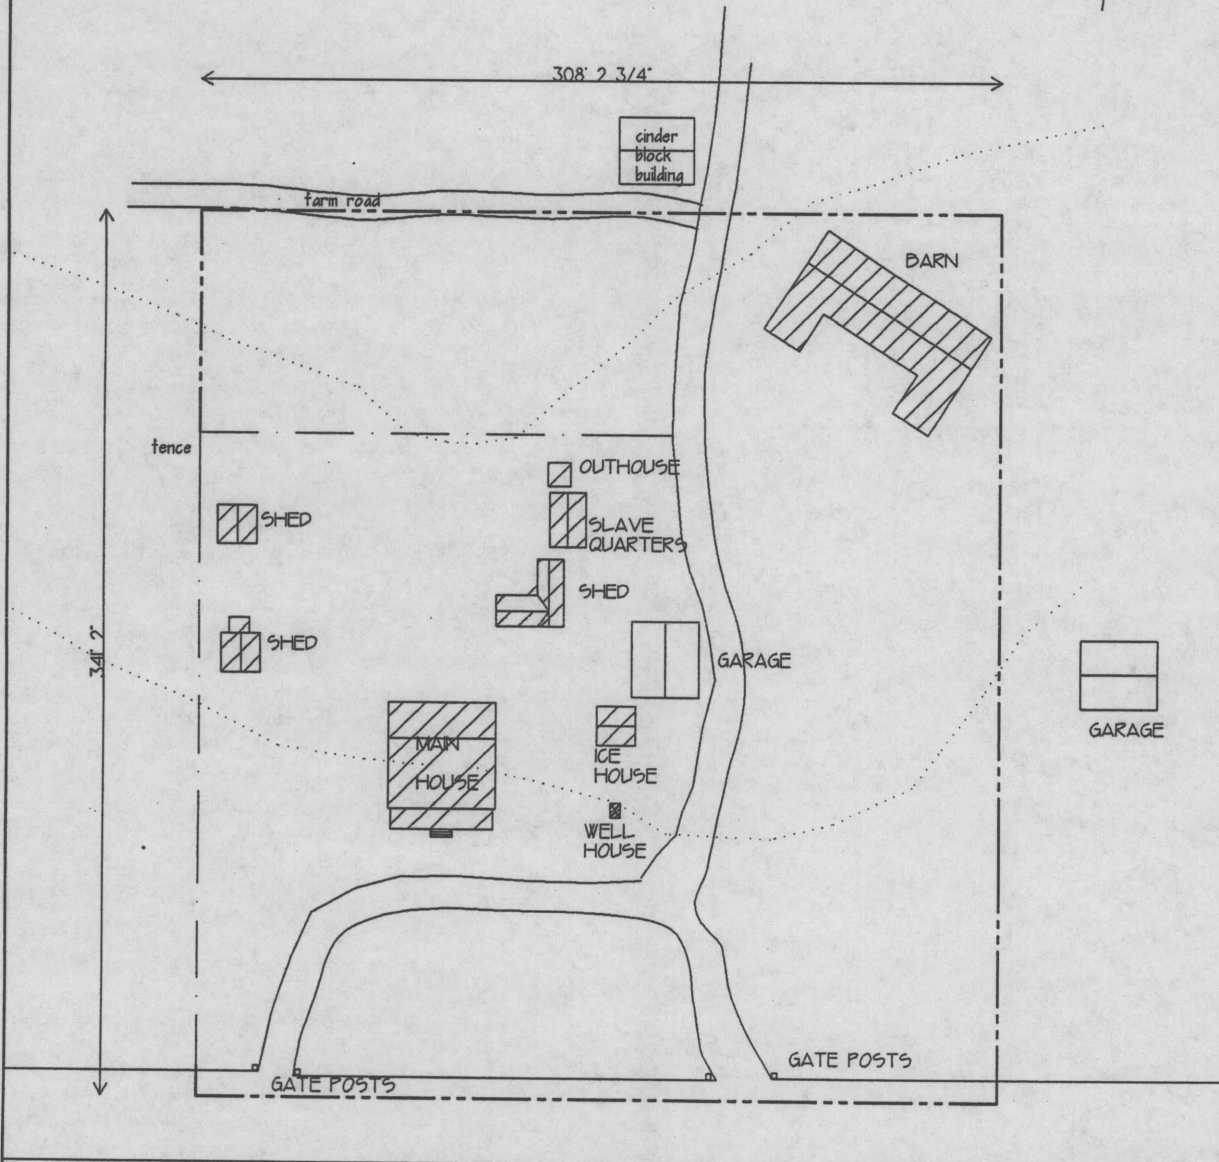 308' 2 3/4"
cinder
block
building
farm road
BARN
fence
OUTHOUSE
SHED
SLAVE
QUARTERS
SHED
SHED
341' 2"
GARAGE
GARAGE
MAIN
HOUSE
ICE
HOUSE
WELL
HOUSE
GATE POSTS
GATE POSTS